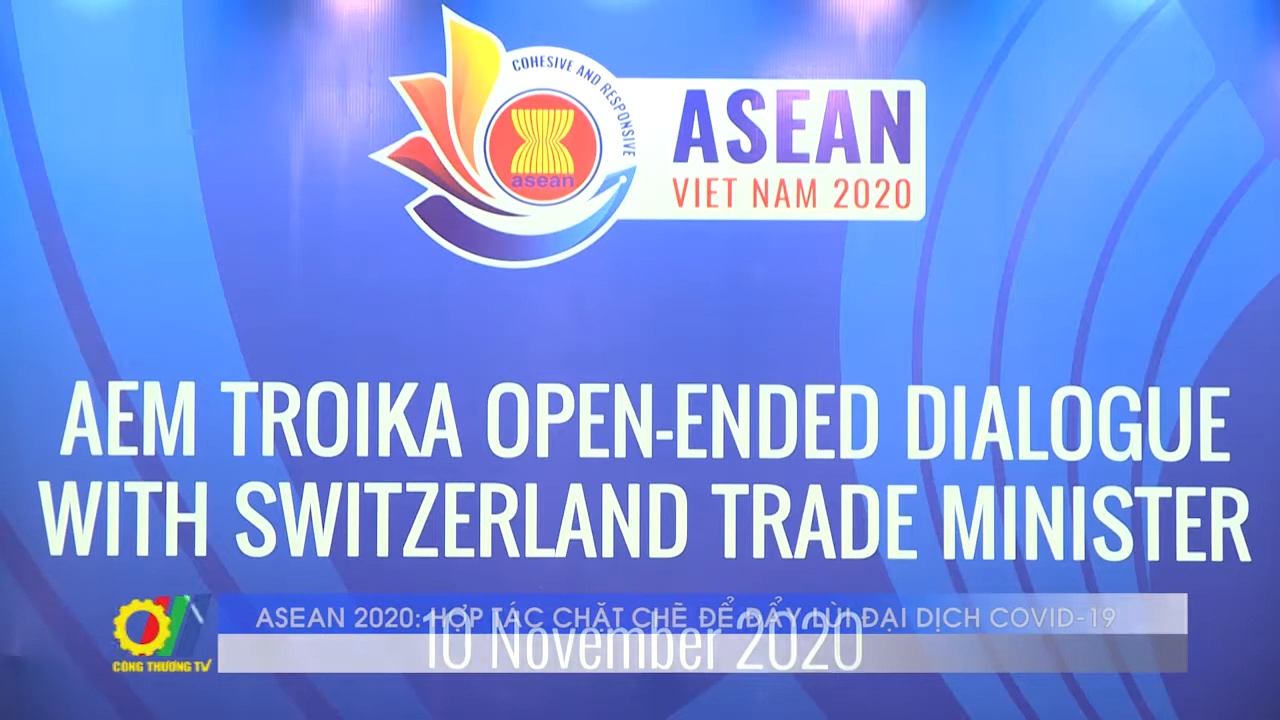 COHESIVE AND RESPONSIVE
asean
ASEAN
VIET NAM 2020
AEM TROIKA OPEN-ENDED DIALOGUE
WITH SWITZERLAND TRADE MINISTER
ASEAN 2020: HỢP TÁC CHẶT CHẼ ĐỂ ĐẨY LÙI ĐẠI DỊCH COVID-19
10 November 2020
CÔNG THƯƠNG TV